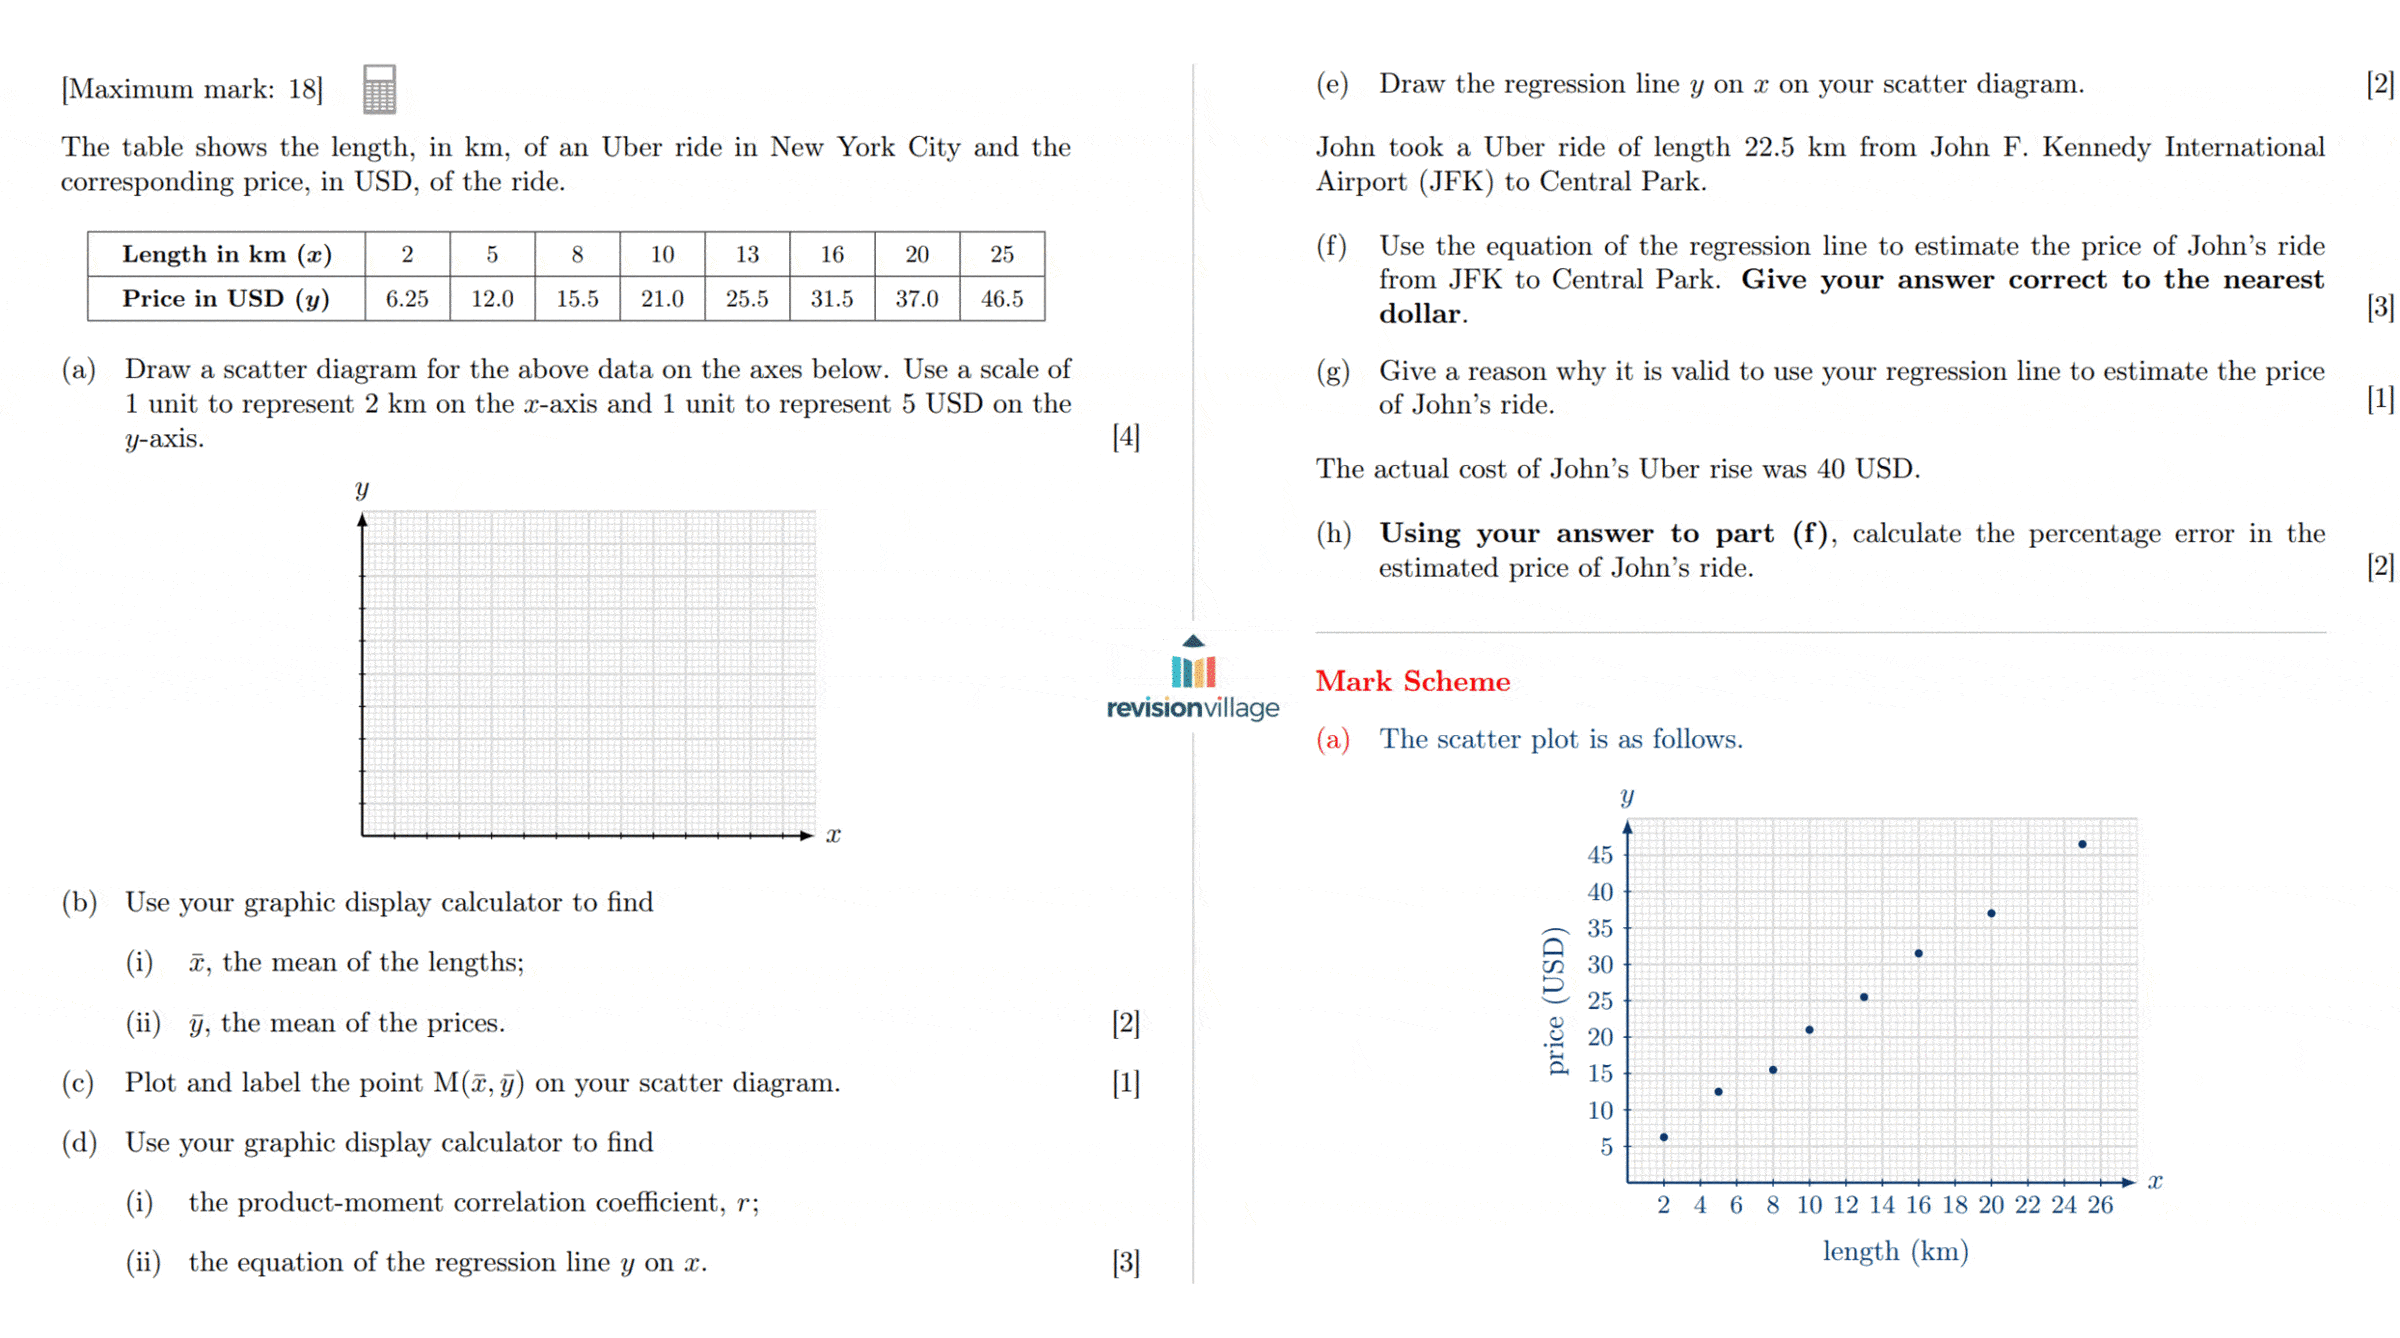 [Maximum mark: 18]
The table shows the length, in km, of an Uber ride in New York City and the
corresponding price, in USD, of the ride.
Length in km (x) 2 5 8 10 13 16 20 25
Price in USD (y) 6.25 12.0 15.5 21.0 25.5 31.5 37.0 46.5
(a) Draw a scatter diagram for the above data on the axes below. Use a scale of
1 unit to represent 2 km on the x-axis and 1 unit to represent 5 USD on the
y-axis. [4]
y
x
(b) Use your graphic display calculator to find
(i) x̄, the mean of the lengths;
(ii) ȳ, the mean of the prices. [2]
(c) Plot and label the point M(x̄, ȳ) on your scatter diagram. [1]
(d) Use your graphic display calculator to find
(i) the product-moment correlation coefficient, r;
(ii) the equation of the regression line y on x. [3]
revisionvillage
(e) Draw the regression line y on x on your scatter diagram. [2]
John took a Uber ride of length 22.5 km from John F. Kennedy International
Airport (JFK) to Central Park.
(f) Use the equation of the regression line to estimate the price of John's ride
from JFK to Central Park. Give your answer correct to the nearest
dollar. [3]
(g) Give a reason why it is valid to use your regression line to estimate the price
of John's ride. [1]
The actual cost of John's Uber rise was 40 USD.
(h) Using your answer to part (f), calculate the percentage error in the
estimated price of John's ride. [2]
Mark Scheme
(a) The scatter plot is as follows.
y
45
40
35
30
25
20
15
10
5
price (USD)
x
2 4 6 8 10 12 14 16 18 20 22 24 26
length (km)